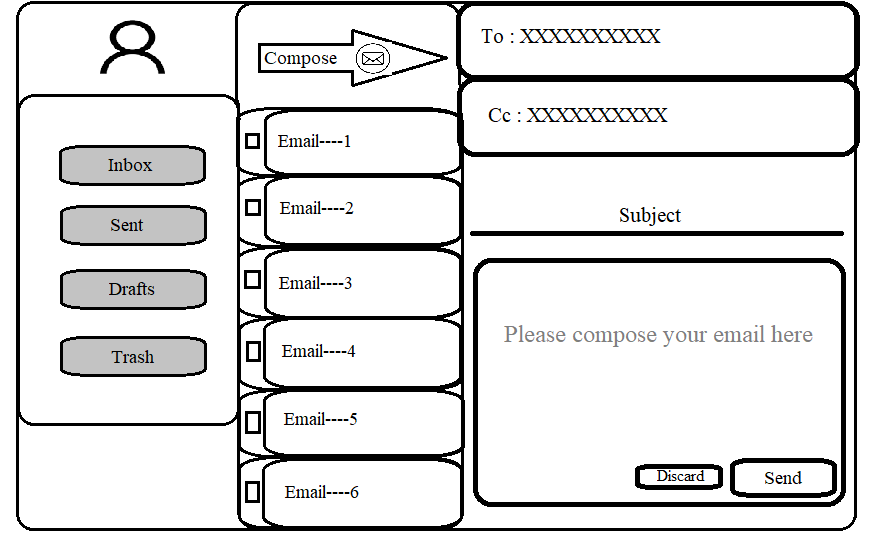 Inbox
Sent
Drafts
Trash
Compose
Email----1
Email----2
Email----3
Email----4
Email----5
Email----6
To : XXXXXXXXXX
Cc : XXXXXXXXXX
Subject
Please compose your email here
Discard
Send